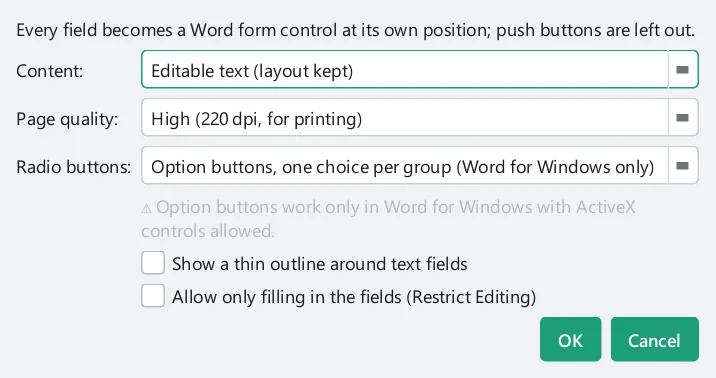 Every field becomes a Word form control at its own position; push buttons are left out.
Content: Editable text (layout kept)
Page quality: High (220 dpi, for printing)
Radio buttons: Option buttons, one choice per group (Word for Windows only)
⚠ Option buttons work only in Word for Windows with ActiveX
controls allowed.
Show a thin outline around text fields
Allow only filling in the fields (Restrict Editing)
OK Cancel